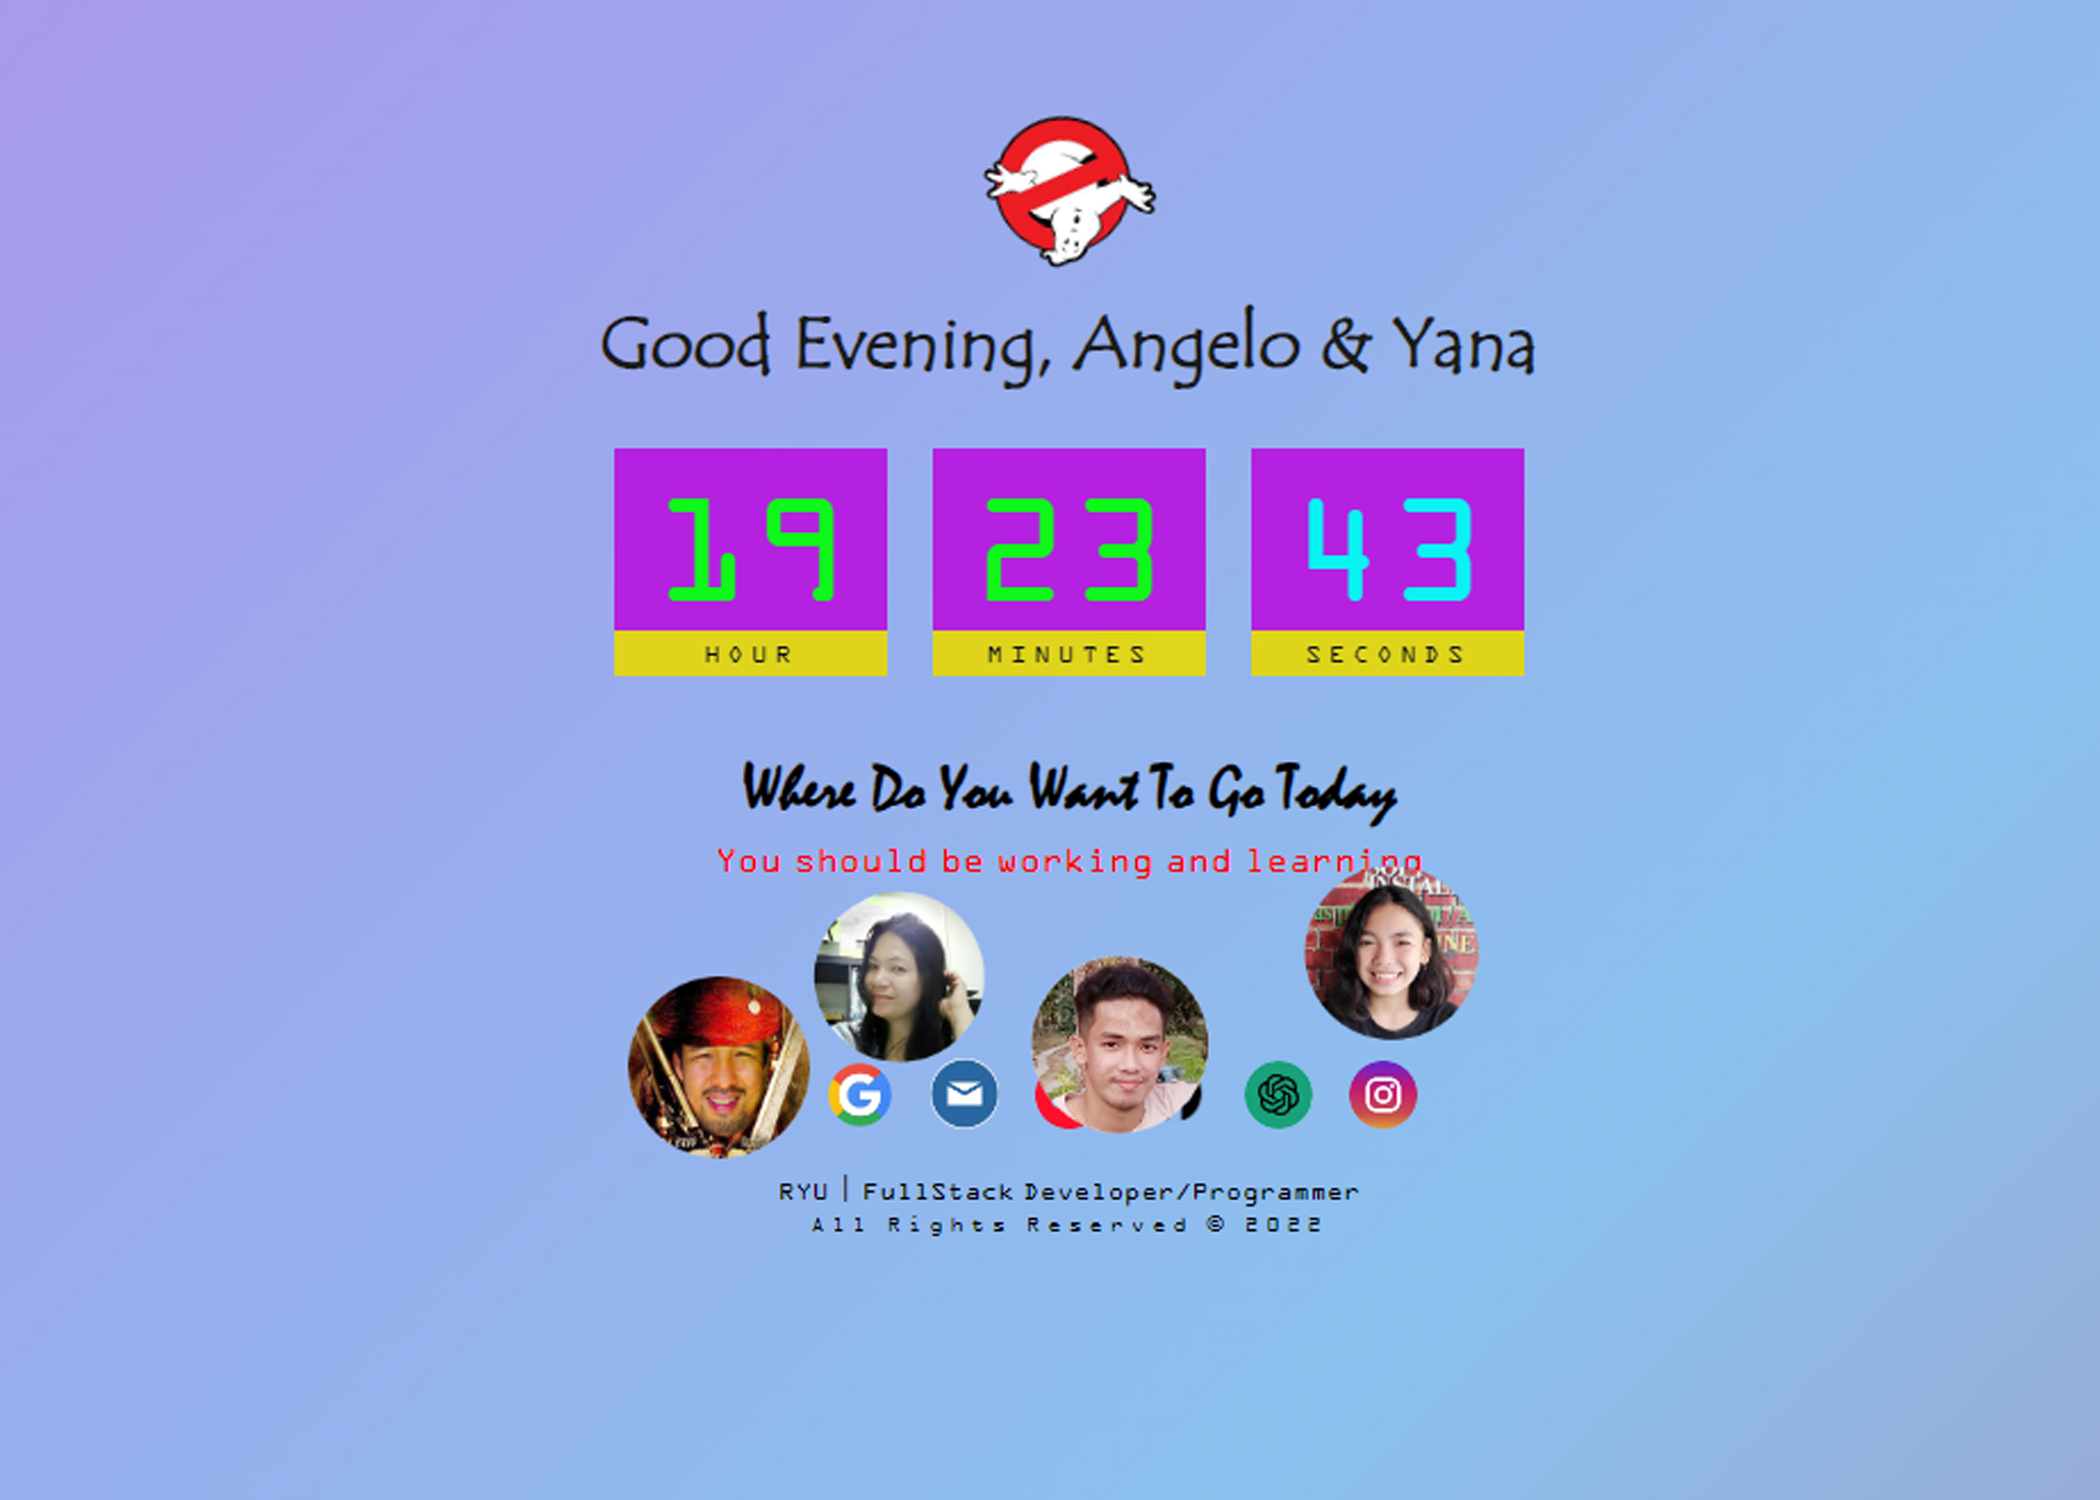 Good Evening, Angelo & Yana
19 23 43
HOUR MINUTES SECONDS
Where Do You Want To Go Today
You should be working and learning
RYU | FullStack Developer/Programmer
All Rights Reserved © 2022